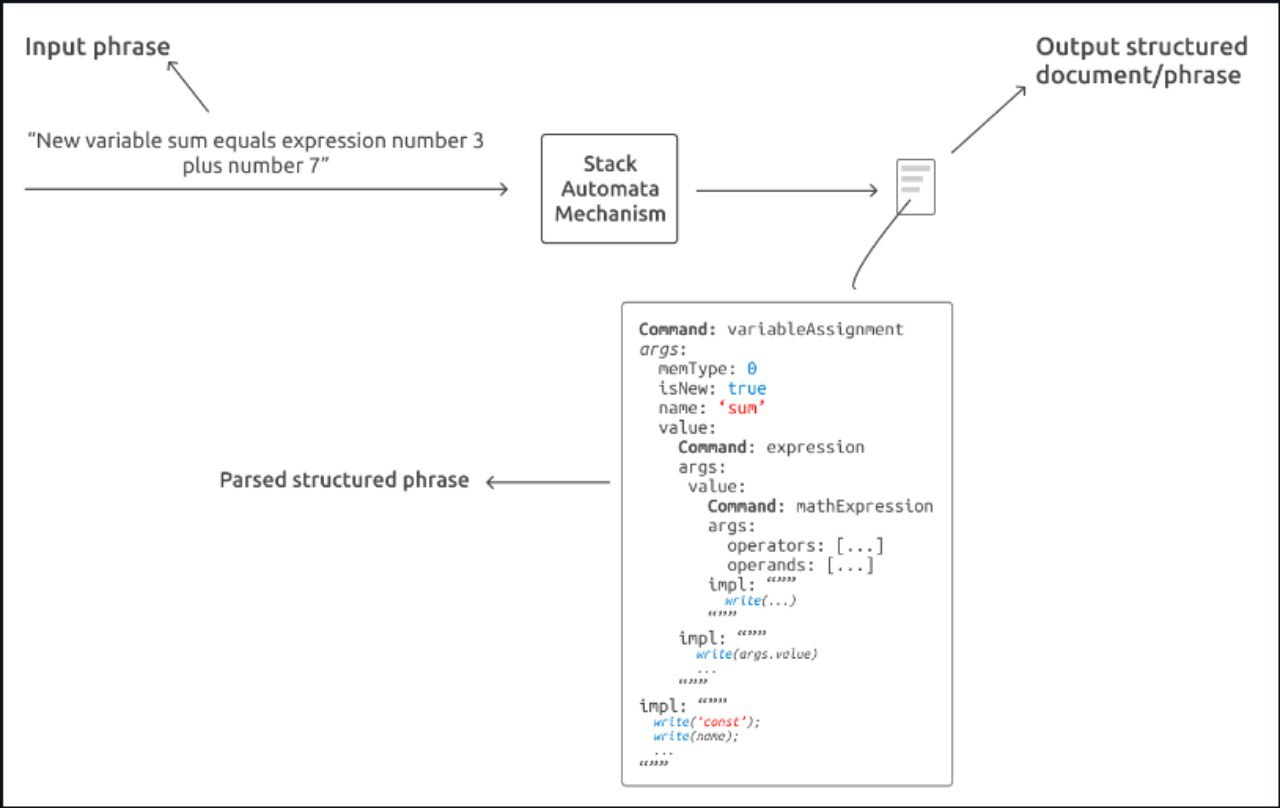 Input phrase
Output structured
document/phrase
“New variable sum equals expression number 3
plus number 7”
Stack
Automata
Mechanism
Command: variableAssignment
args:
memType: 0
isNew: true
name: ‘sum’
value:
Command: expression
args:
value:
Command: mathExpression
args:
operators: [...]
operands: [...]
impl: “”””
write(...)
“”””
impl: “”””
write(args.value)
...
“”””
impl: “”””
write(‘const’);
write(name);
...
“”””
Parsed structured phrase